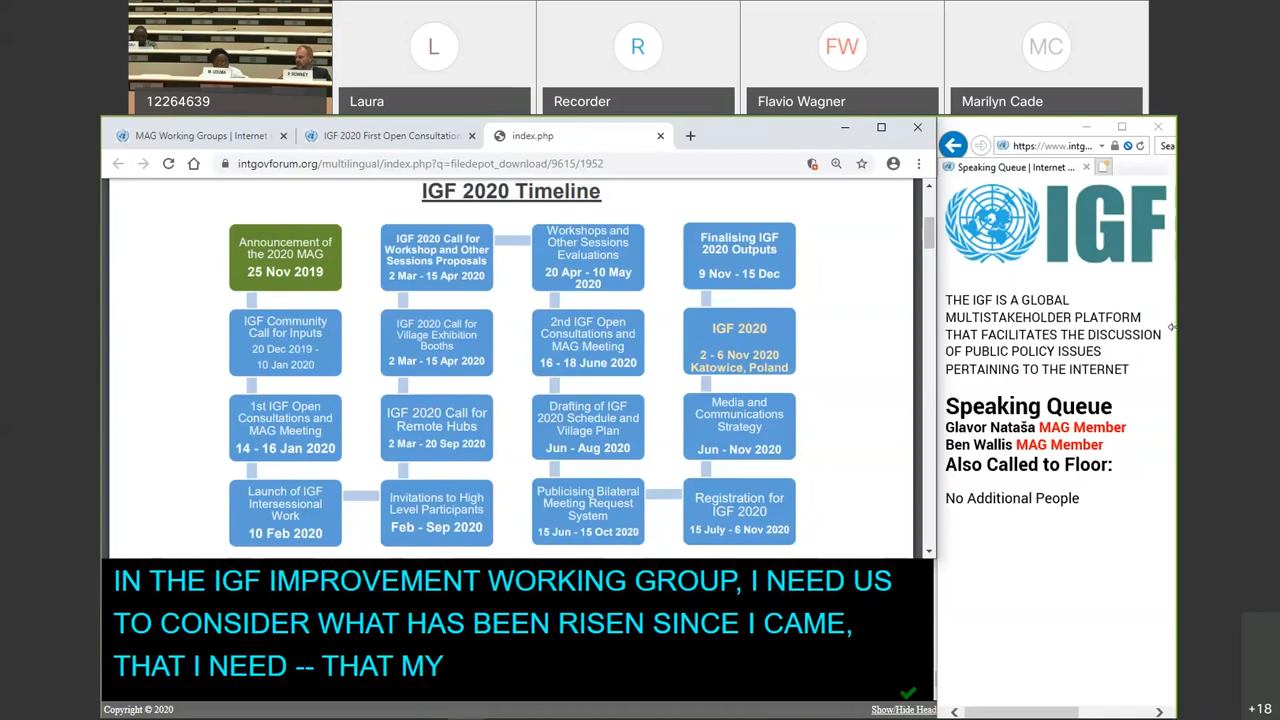 M. UDUMA
P. ROWNEY
L
R
FW
MC
12264639
Laura
Recorder
Flavio Wagner
Marilyn Cade
MAG Working Groups | Internet
IGF 2020 First Open Consultation
index.php
intgovforum.org/multilingual/index.php?q=filedepot_download/9615/1952
IGF 2020 Timeline
Announcement of
the 2020 MAG
25 Nov 2019
IGF Community
Call for Inputs
20 Dec 2019 -
10 Jan 2020
1st IGF Open
Consultations and
MAG Meeting
14 - 16 Jan 2020
Launch of IGF
Intersessional
Work
10 Feb 2020
IGF 2020 Call for
Workshop and Other
Sessions Proposals
2 Mar - 15 Apr 2020
IGF 2020 Call for
Village Exhibition
Booths
2 Mar - 15 Apr 2020
IGF 2020 Call for
Remote Hubs
2 Mar - 20 Sep 2020
Invitations to High
Level Participants
Feb - Sep 2020
Workshops and
Other Sessions
Evaluations
20 Apr - 10 May
2020
2nd IGF Open
Consultations and
MAG Meeting
16 - 18 June 2020
Drafting of IGF
2020 Schedule and
Village Plan
Jun - Aug 2020
Publicising Bilateral
Meeting Request
System
15 Jun - 15 Oct 2020
Finalising IGF
2020 Outputs
9 Nov - 15 Dec
IGF 2020
2 - 6 Nov 2020
Katowice, Poland
Media and
Communications
Strategy
Jun - Nov 2020
Registration for
IGF 2020
15 July - 6 Nov 2020
https://www.intg...
Sea
Speaking Queue | Internet ...
IGF
THE IGF IS A GLOBAL
MULTISTAKEHOLDER PLATFORM
THAT FACILITATES THE DISCUSSION
OF PUBLIC POLICY ISSUES
PERTAINING TO THE INTERNET
Speaking Queue
Glavor Nataša MAG Member
Ben Wallis MAG Member
Also Called to Floor:
No Additional People
IN THE IGF IMPROVEMENT WORKING GROUP, I NEED US
TO CONSIDER WHAT HAS BEEN RISEN SINCE I CAME,
THAT I NEED -- THAT MY
Copyright © 2020
Show/Hide Head
+18